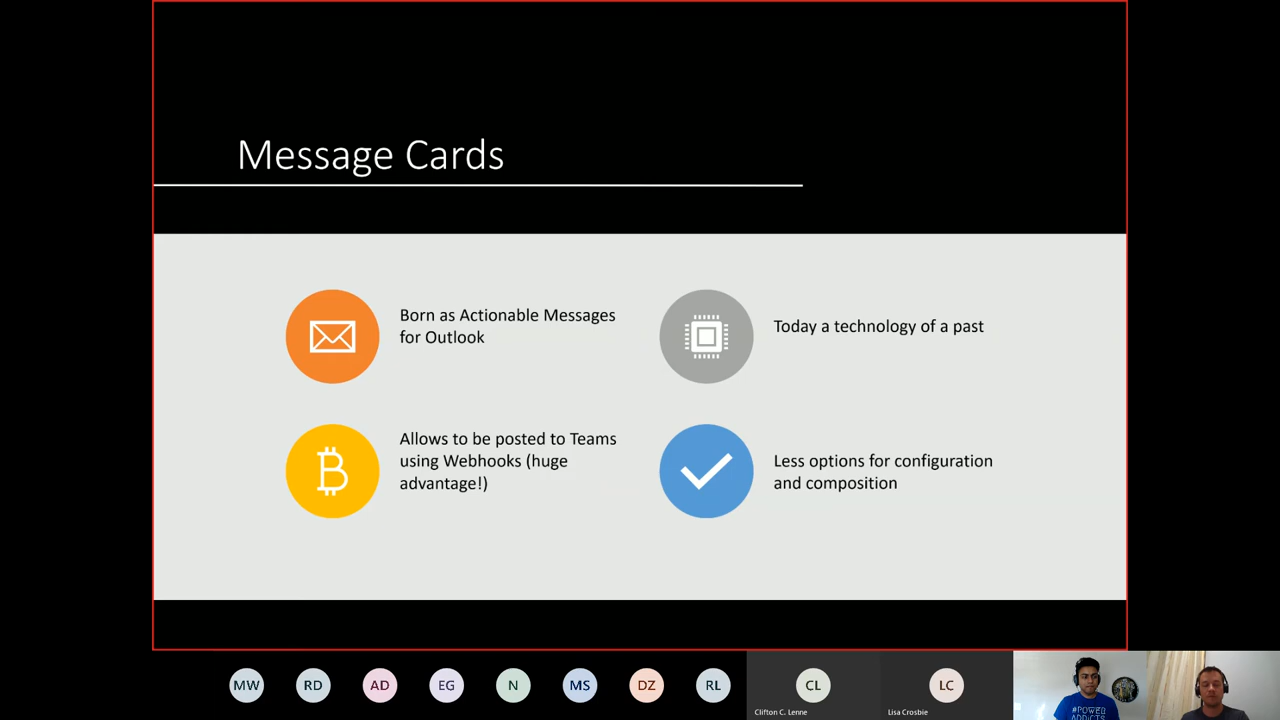 Message Cards
Born as Actionable Messages
for Outlook
Today a technology of a past
Allows to be posted to Teams
using Webhooks (huge
advantage!)
Less options for configuration
and composition
MW
RD
AD
EG
N
MS
DZ
RL
CL
LC
Clifton C. Lenne
Lisa Crosbie
#POWER
ADDICTS